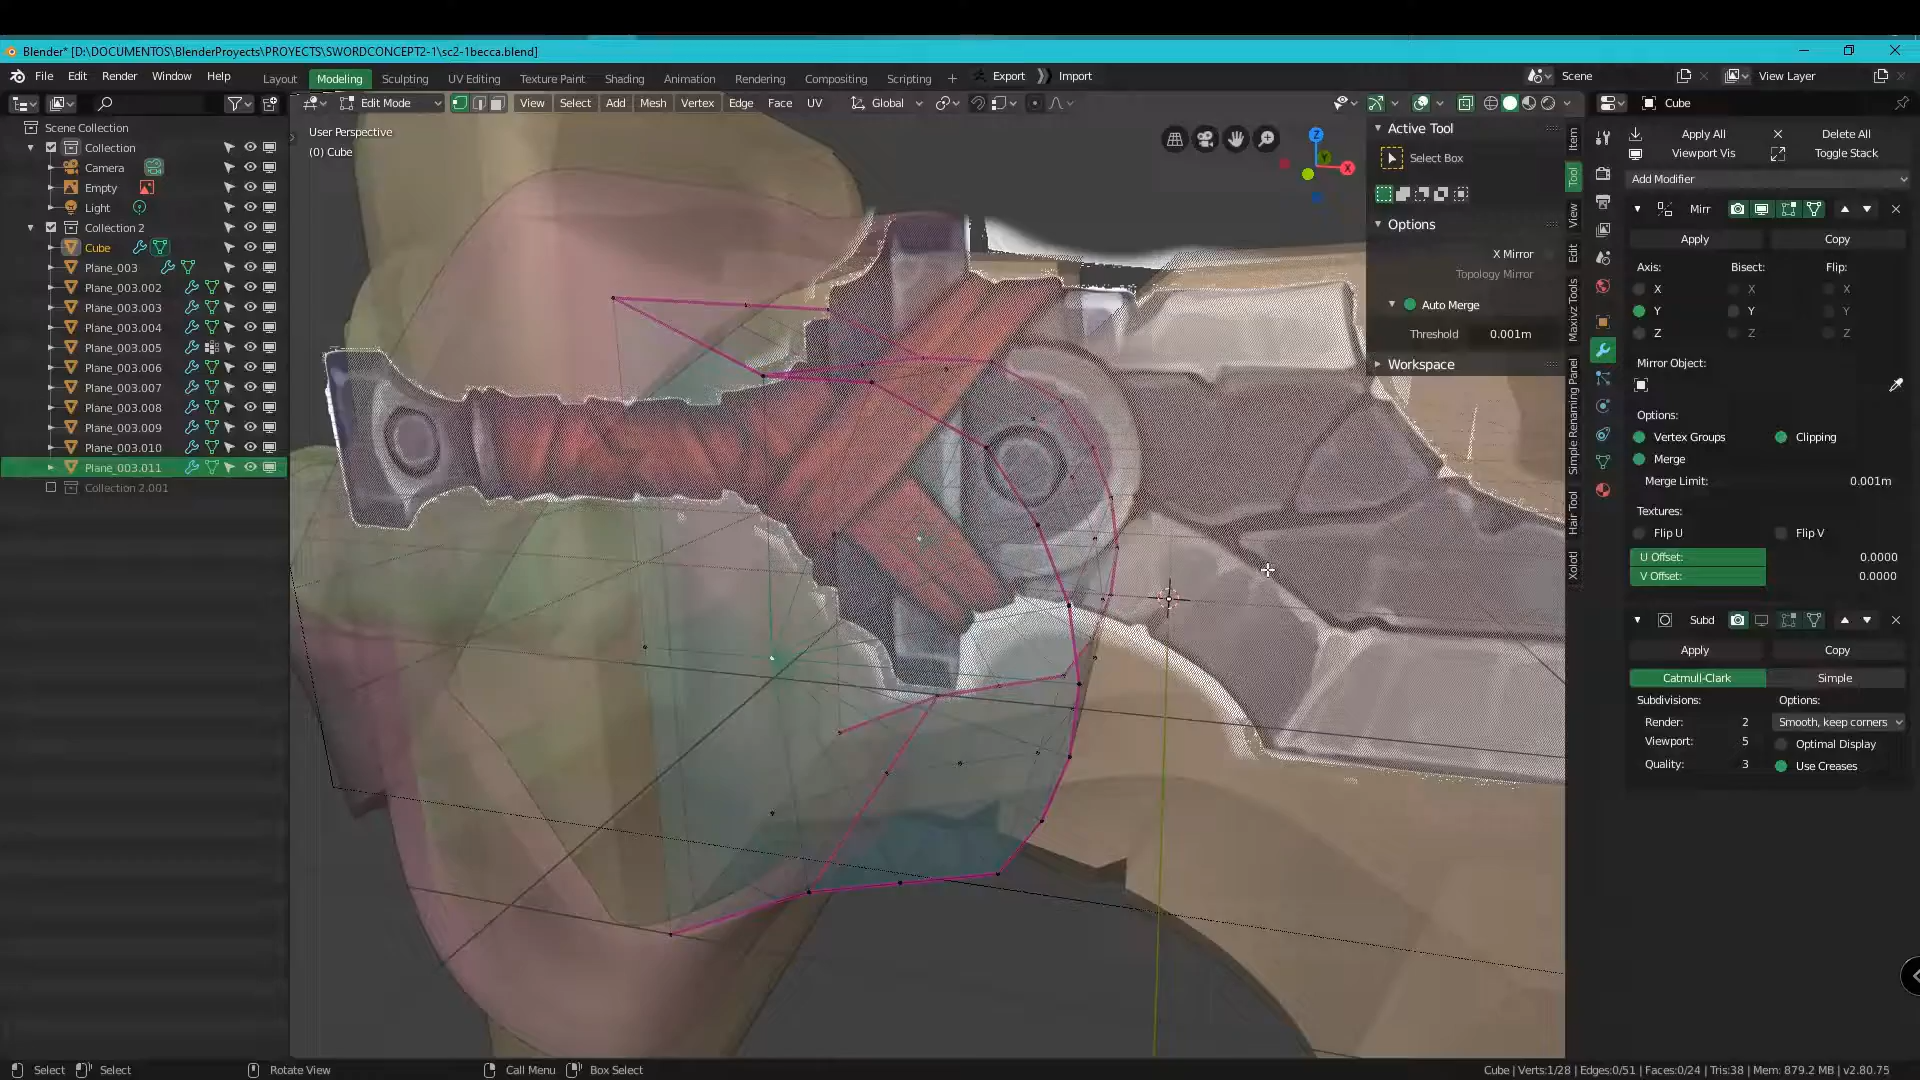 Blender* [D:\DOCUMENTOS\BlenderProyects\PROYECTS\SWORDCONCEPT2-1\sc2-1becca.blend]
File Edit Render Window Help
Layout Modeling Sculpting UV Editing Texture Paint Shading Animation Rendering Compositing Scripting + Export Import
Scene View Layer
Edit Mode View Select Add Mesh Vertex Edge Face UV Global
Cube
Scene Collection
Collection
Camera
Empty
Light
Collection 2
Cube
Plane_003
Plane_003.002
Plane_003.003
Plane_003.004
Plane_003.005
Plane_003.006
Plane_003.007
Plane_003.008
Plane_003.009
Plane_003.010
Plane_003.011
Collection 2.001
User Perspective
(0) Cube
Z
Y
X
Active Tool
Select Box
Options
X Mirror
Topology Mirror
Auto Merge
Threshold 0.001m
Workspace
Item
Tool
View
Edit
Maxivz Tools
Simple Renaming Panel
Hair Tool
Xolotl
Apply All Delete All
Viewport Vis Toggle Stack
Add Modifier
Mirr
Apply Copy
Axis: Bisect: Flip:
X X X
Y Y Y
Z Z Z
Mirror Object:
Options:
Vertex Groups Clipping
Merge
Merge Limit: 0.001m
Textures:
Flip U Flip V
U Offset: 0.0000
V Offset: 0.0000
Subd
Apply Copy
Catmull-Clark Simple
Subdivisions: Options:
Render: 2 Smooth, keep corners
Viewport: 5 Optimal Display
Quality: 3 Use Creases
Select Select Rotate View Call Menu Box Select
Cube | Verts:1/28 | Edges:0/51 | Faces:0/24 | Tris:38 | Mem: 879.2 MB | v2.80.75